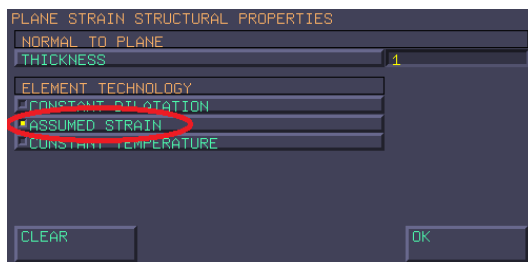 PLANE STRAIN STRUCTURAL PROPERTIES
NORMAL TO PLANE
THICKNESS 1
ELEMENT TECHNOLOGY
CONSTANT DILATATION
ASSUMED STRAIN
CONSTANT TEMPERATURE
CLEAR OK